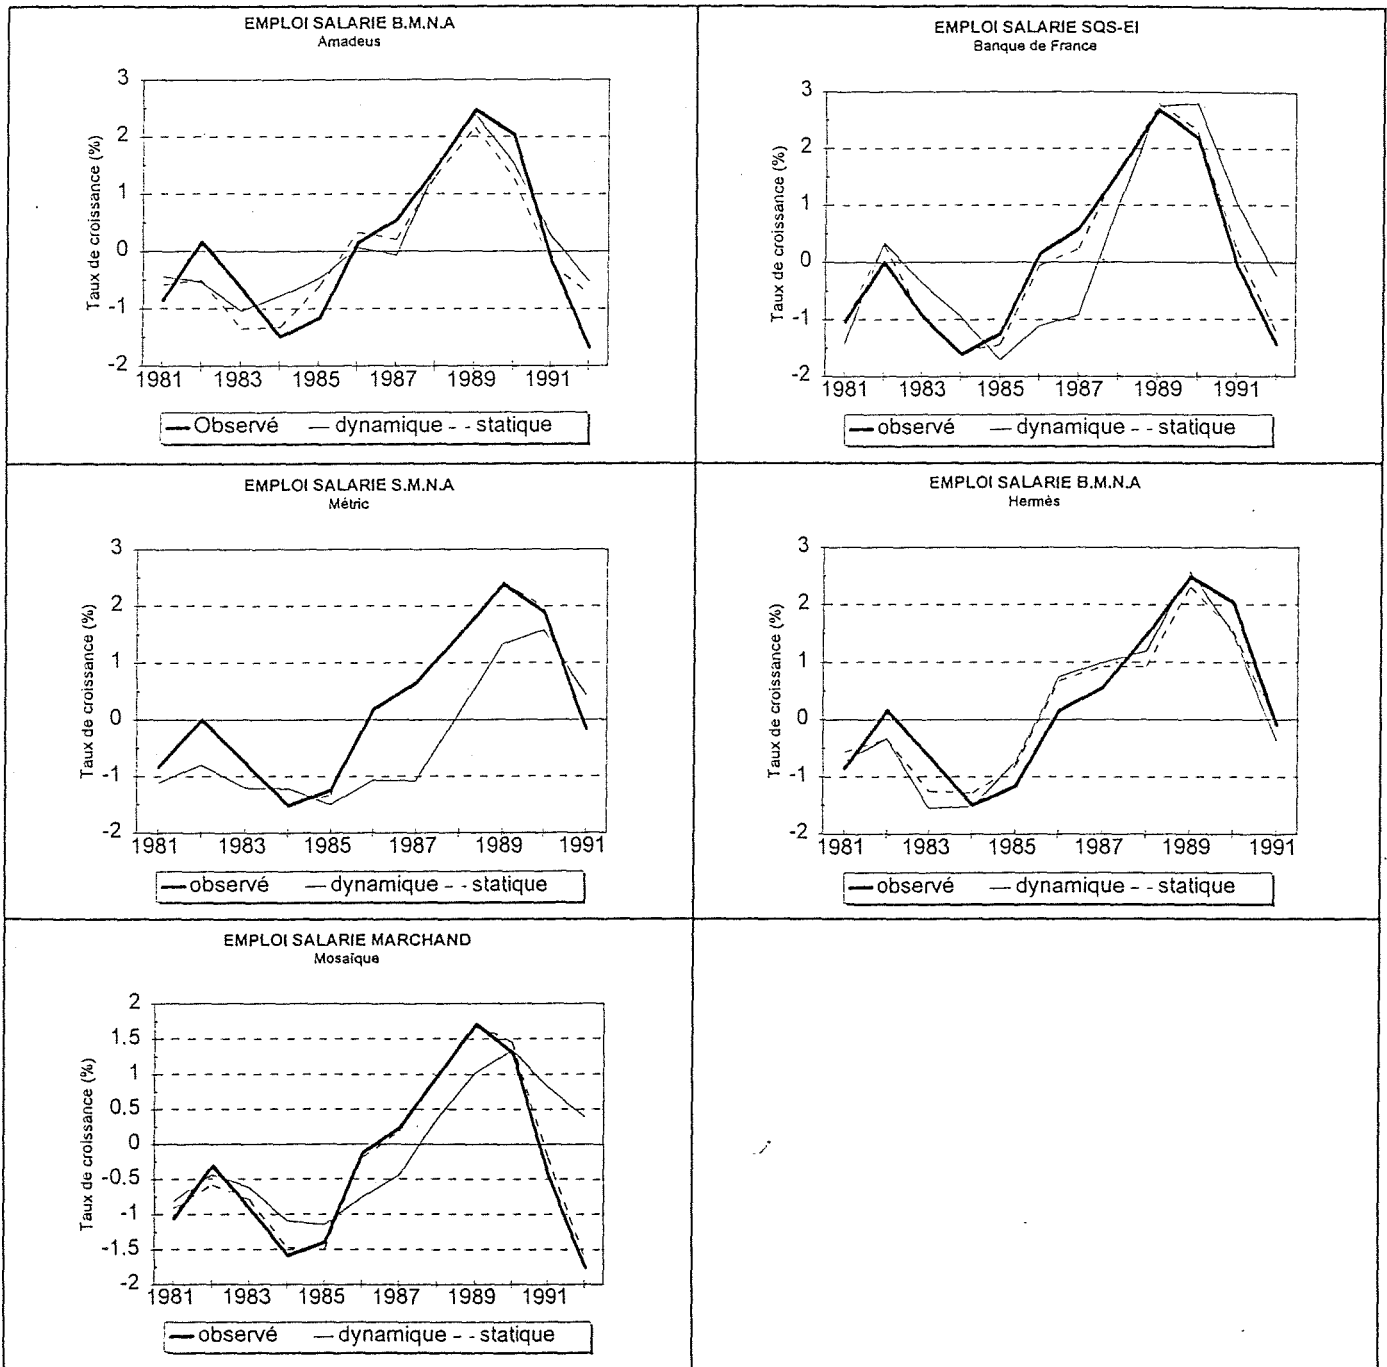 EMPLOI SALARIE B.M.N.A
Amadeus
Taux de croissance (%)
3
2
1
0
-1
-2
1981 1983 1985 1987 1989 1991
Observé dynamique statique
EMPLOI SALARIE SQS-EI
Banque de France
Taux de croissance (%)
3
2
1
0
-1
-2
1981 1983 1985 1987 1989 1991
observé dynamique statique
EMPLOI SALARIE S.M.N.A
Métric
Taux de croissance (%)
3
2
1
0
-1
-2
1981 1983 1985 1987 1989 1991
observé dynamique statique
EMPLOI SALARIE B.M.N.A
Hermès
Taux de croissance (%)
3
2
1
0
-1
-2
1981 1983 1985 1987 1989 1991
observé dynamique statique
EMPLOI SALARIE MARCHAND
Mosaïque
Taux de croissance (%)
2
1.5
1
0.5
0
-0.5
-1
-1.5
-2
1981 1983 1985 1987 1989 1991
observé dynamique statique